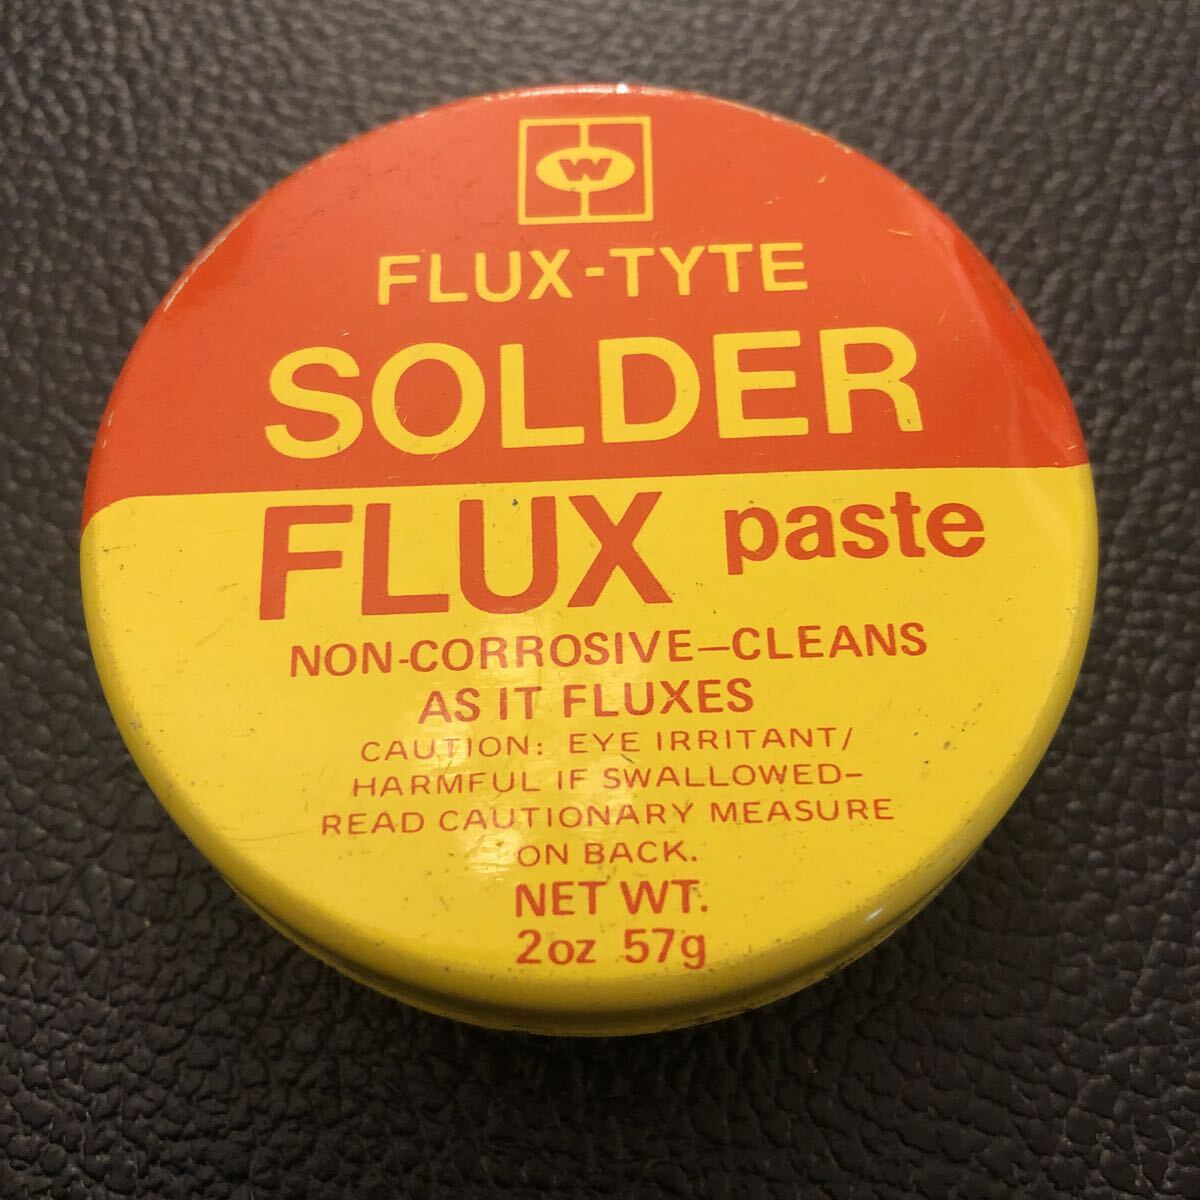 W
FLUX-TYTE
SOLDER
FLUX paste
NON-CORROSIVE—CLEANS
AS IT FLUXES
CAUTION: EYE IRRITANT/
HARMFUL IF SWALLOWED—
READ CAUTIONARY MEASURE
ON BACK.
NET WT.
2oz 57g